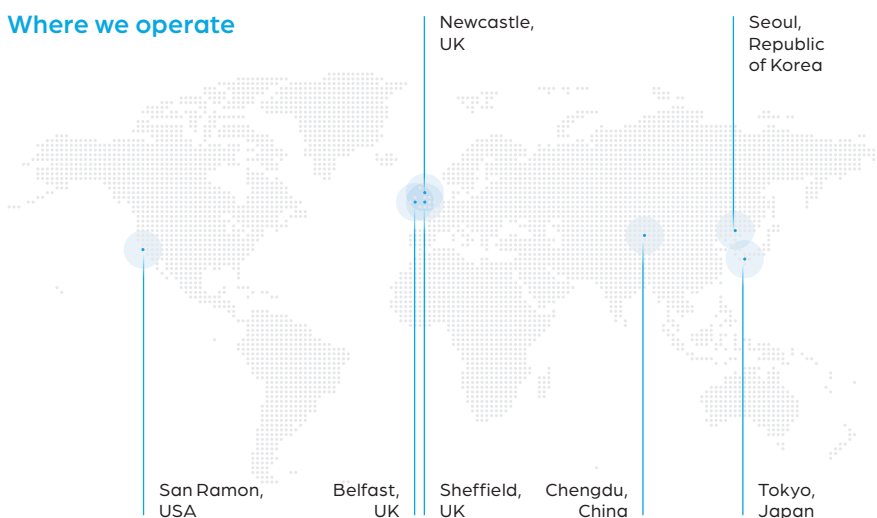 Where we operate
Newcastle,
UK
Seoul,
Republic
of Korea
San Ramon,
USA
Belfast,
UK
Sheffield,
UK
Chengdu,
China
Tokyo,
Japan